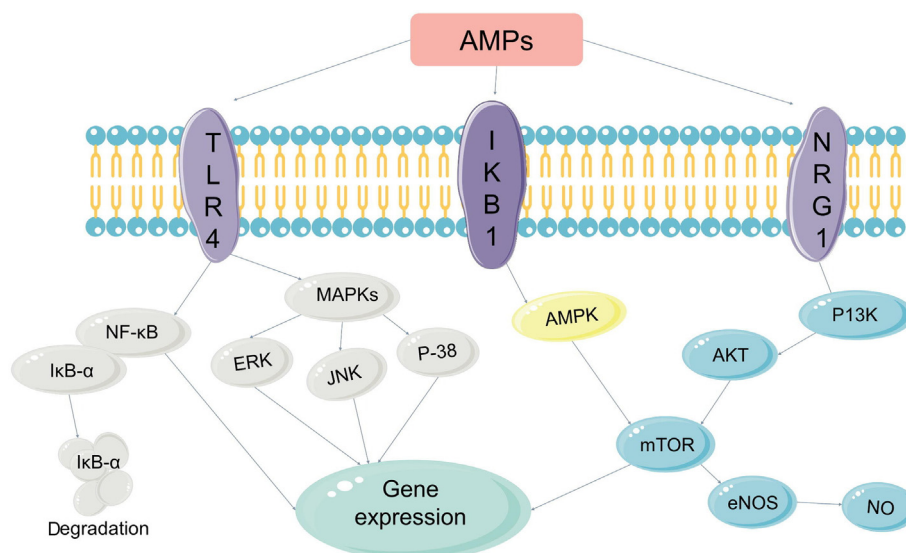 AMPs
TLR4
IKB1
NRG1
MAPKs
NF-κB
IκB-α
ERK
JNK
P-38
AMPK
P13K
AKT
mTOR
IκB-α
Degradation
Gene
expression
eNOS
NO